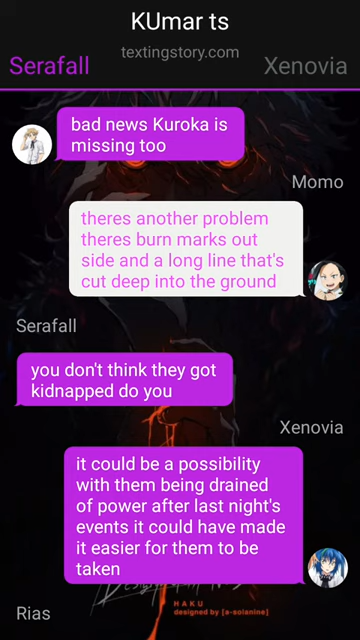 KUmar ts
textingstory.com
Serafall
Xenovia
bad news Kuroka is
missing too
Momo
theres another problem
theres burn marks out
side and a long line that's
cut deep into the ground
Serafall
you don't think they got
kidnapped do you
Xenovia
it could be a possibility
with them being drained
of power after last night's
events it could have made
it easier for them to be
taken
HAKU
designed by [a-solanine]
Rias